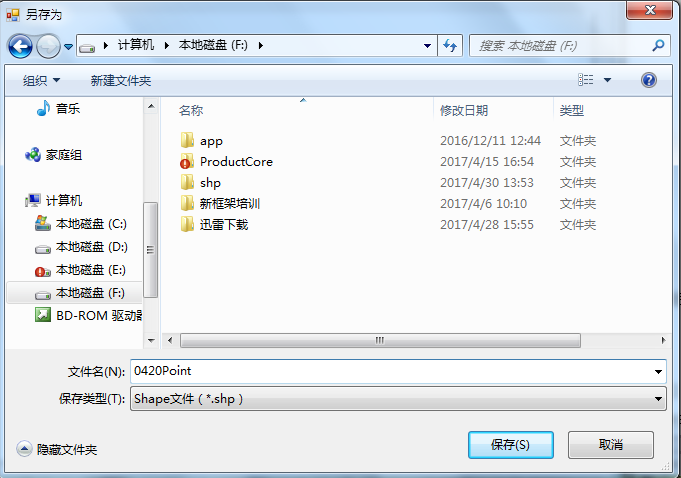 另存为
计算机 本地磁盘 (F:)
搜索 本地磁盘 (F:)
组织 新建文件夹
音乐
家庭组
计算机
本地磁盘 (C:)
本地磁盘 (D:)
本地磁盘 (E:)
本地磁盘 (F:)
BD-ROM 驱动器
名称 修改日期 类型
app 2016/12/11 12:44 文件夹
ProductCore 2017/4/15 16:54 文件夹
shp 2017/4/30 13:53 文件夹
新框架培训 2017/4/6 10:10 文件夹
迅雷下载 2017/4/28 15:55 文件夹
文件名(N): 0420Point
保存类型(T): Shape文件 ( *.shp )
隐藏文件夹 保存(S) 取消